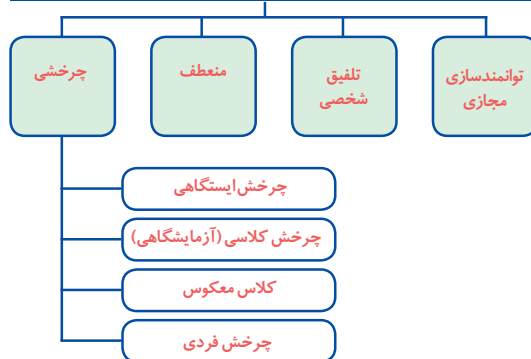 توانمندسازی
مجازی
تلفیق
شخصی
منعطف
چرخشی
چرخش ایستگاهی
چرخش کلاسی (آزمایشگاهی)
کلاس معکوس
چرخش فردی